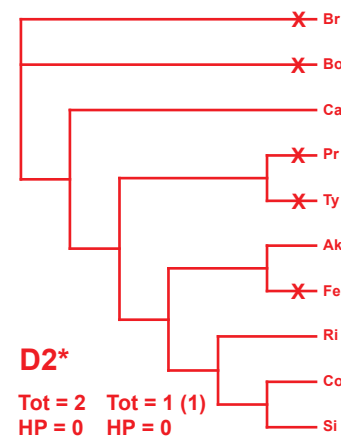 X Br
X Bo
Ca
X Pr
X Ty
Ak
X Fe
Ri
Co
Si
D2*
Tot = 2 Tot = 1 (1)
HP = 0 HP = 0